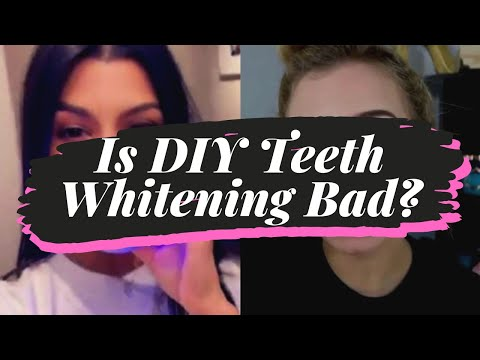 Is DIY Teeth
Whitening Bad?